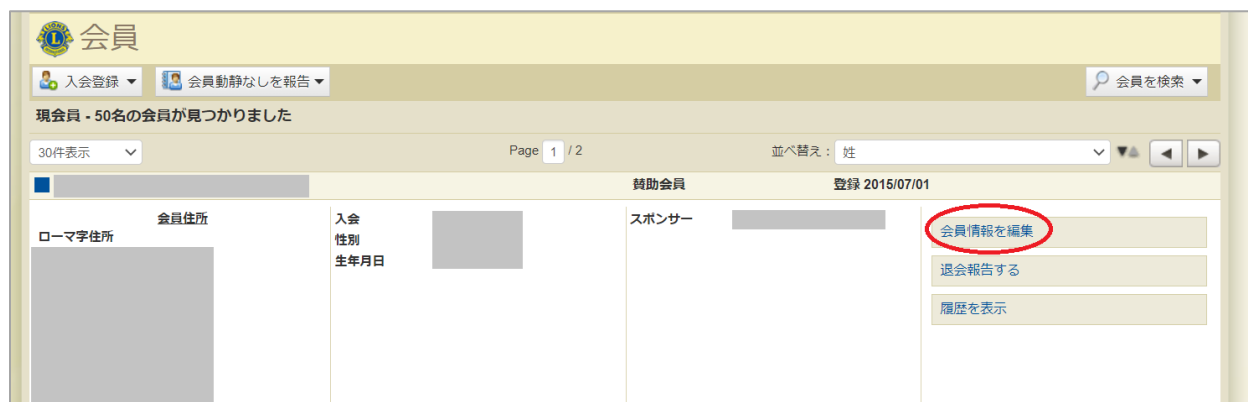 会員
入会登録 会員動静なしを報告 会員を検索
現会員 - 50名の会員が見つかりました
30件表示 Page 1 / 2 並べ替え： 姓
賛助会員 登録 2015/07/01
会員住所
ローマ字住所
入会
性別
生年月日
スポンサー
会員情報を編集
退会報告する
履歴を表示